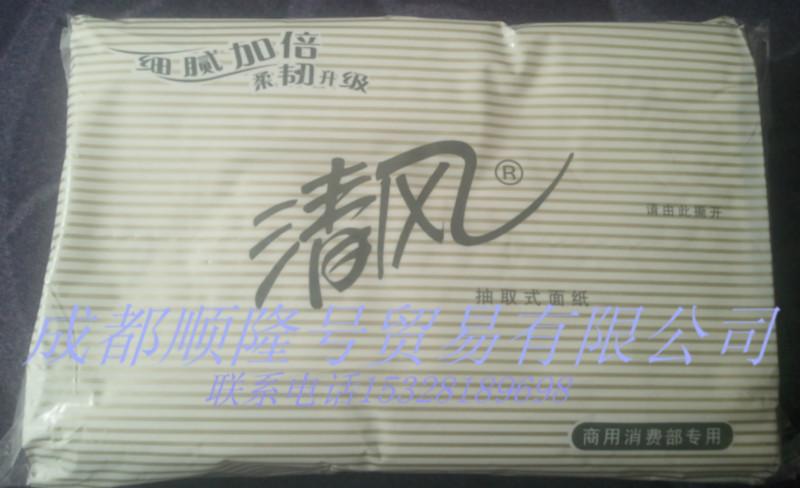 细腻加倍
柔韧升级
清风®
请由此撕开
抽取式面纸
成都顺隆号贸易有限公司
联系电话15328189698
商用消费部专用